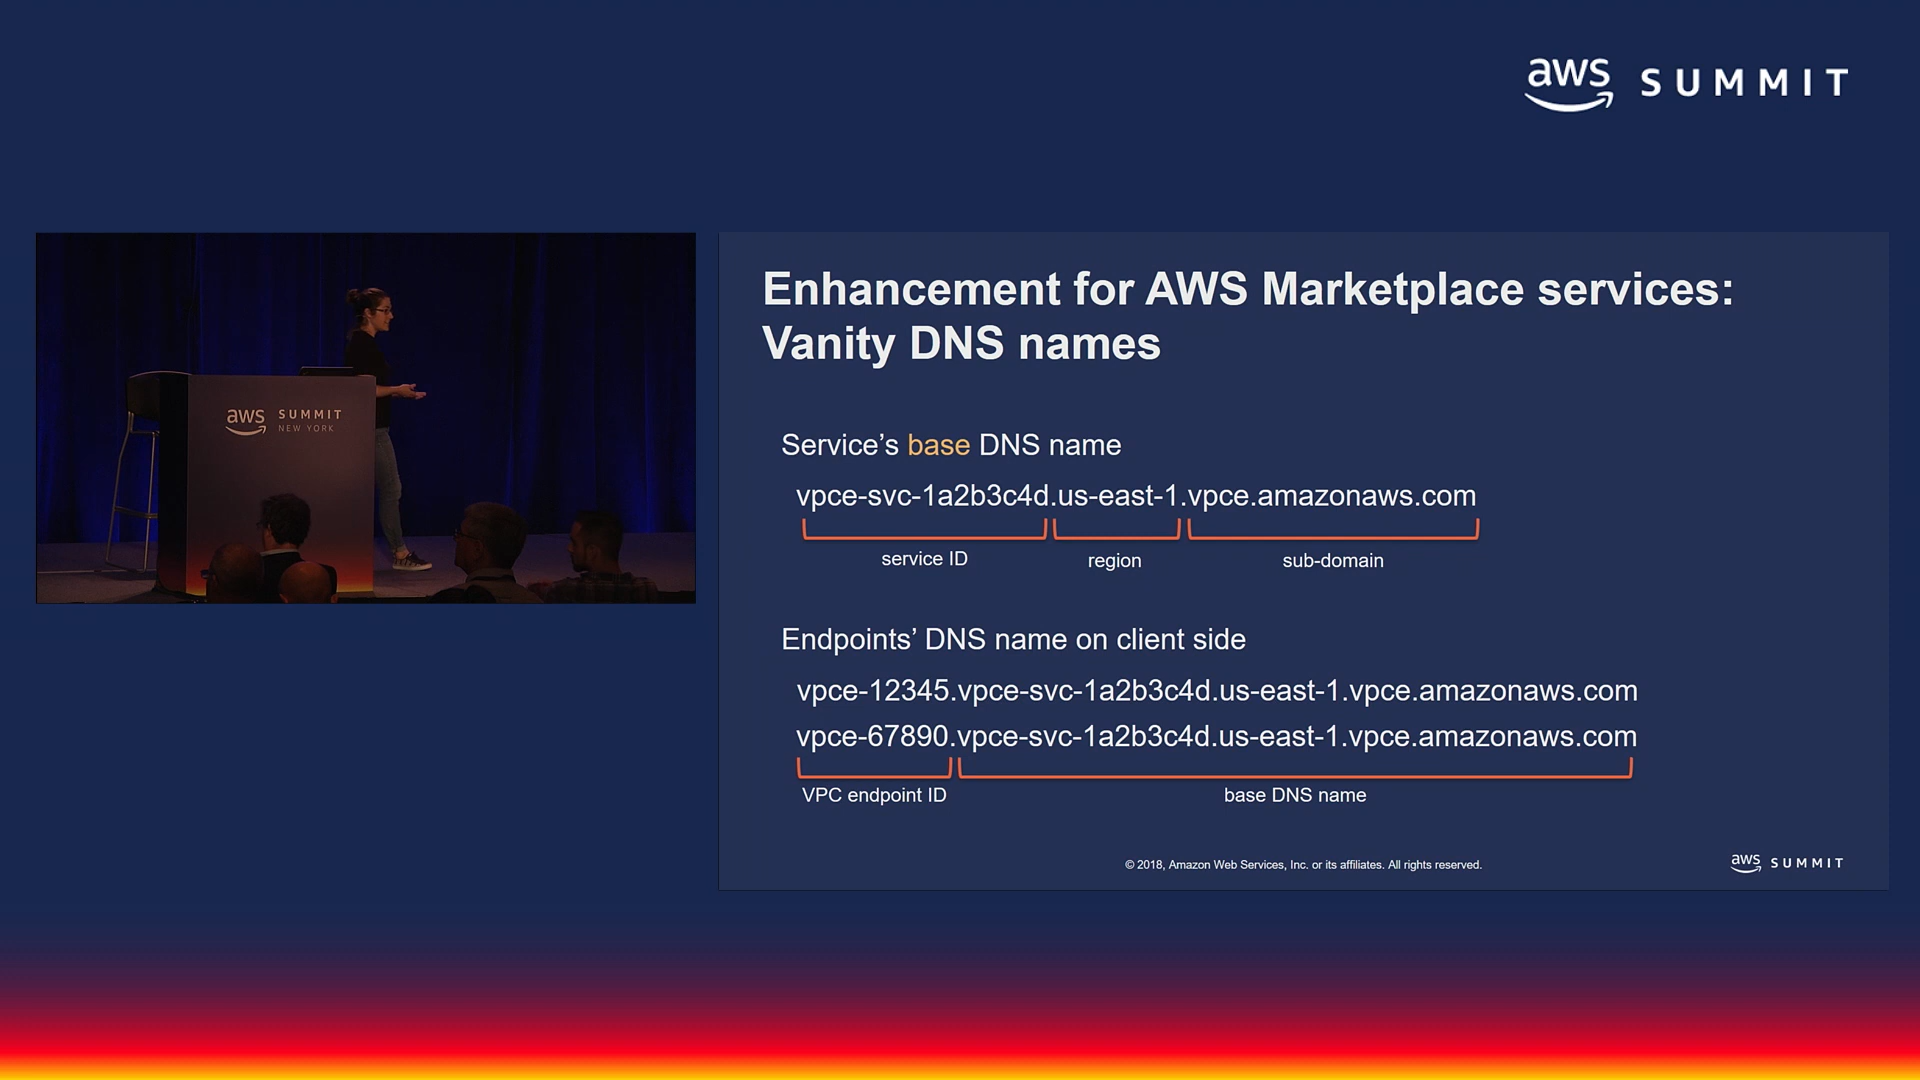 aws SUMMIT
aws SUMMIT
NEW YORK
Enhancement for AWS Marketplace services:
Vanity DNS names
Service’s base DNS name
vpce-svc-1a2b3c4d.us-east-1.vpce.amazonaws.com
service ID region sub-domain
Endpoints’ DNS name on client side
vpce-12345.vpce-svc-1a2b3c4d.us-east-1.vpce.amazonaws.com
vpce-67890.vpce-svc-1a2b3c4d.us-east-1.vpce.amazonaws.com
VPC endpoint ID base DNS name
© 2018, Amazon Web Services, Inc. or its affiliates. All rights reserved.
aws SUMMIT